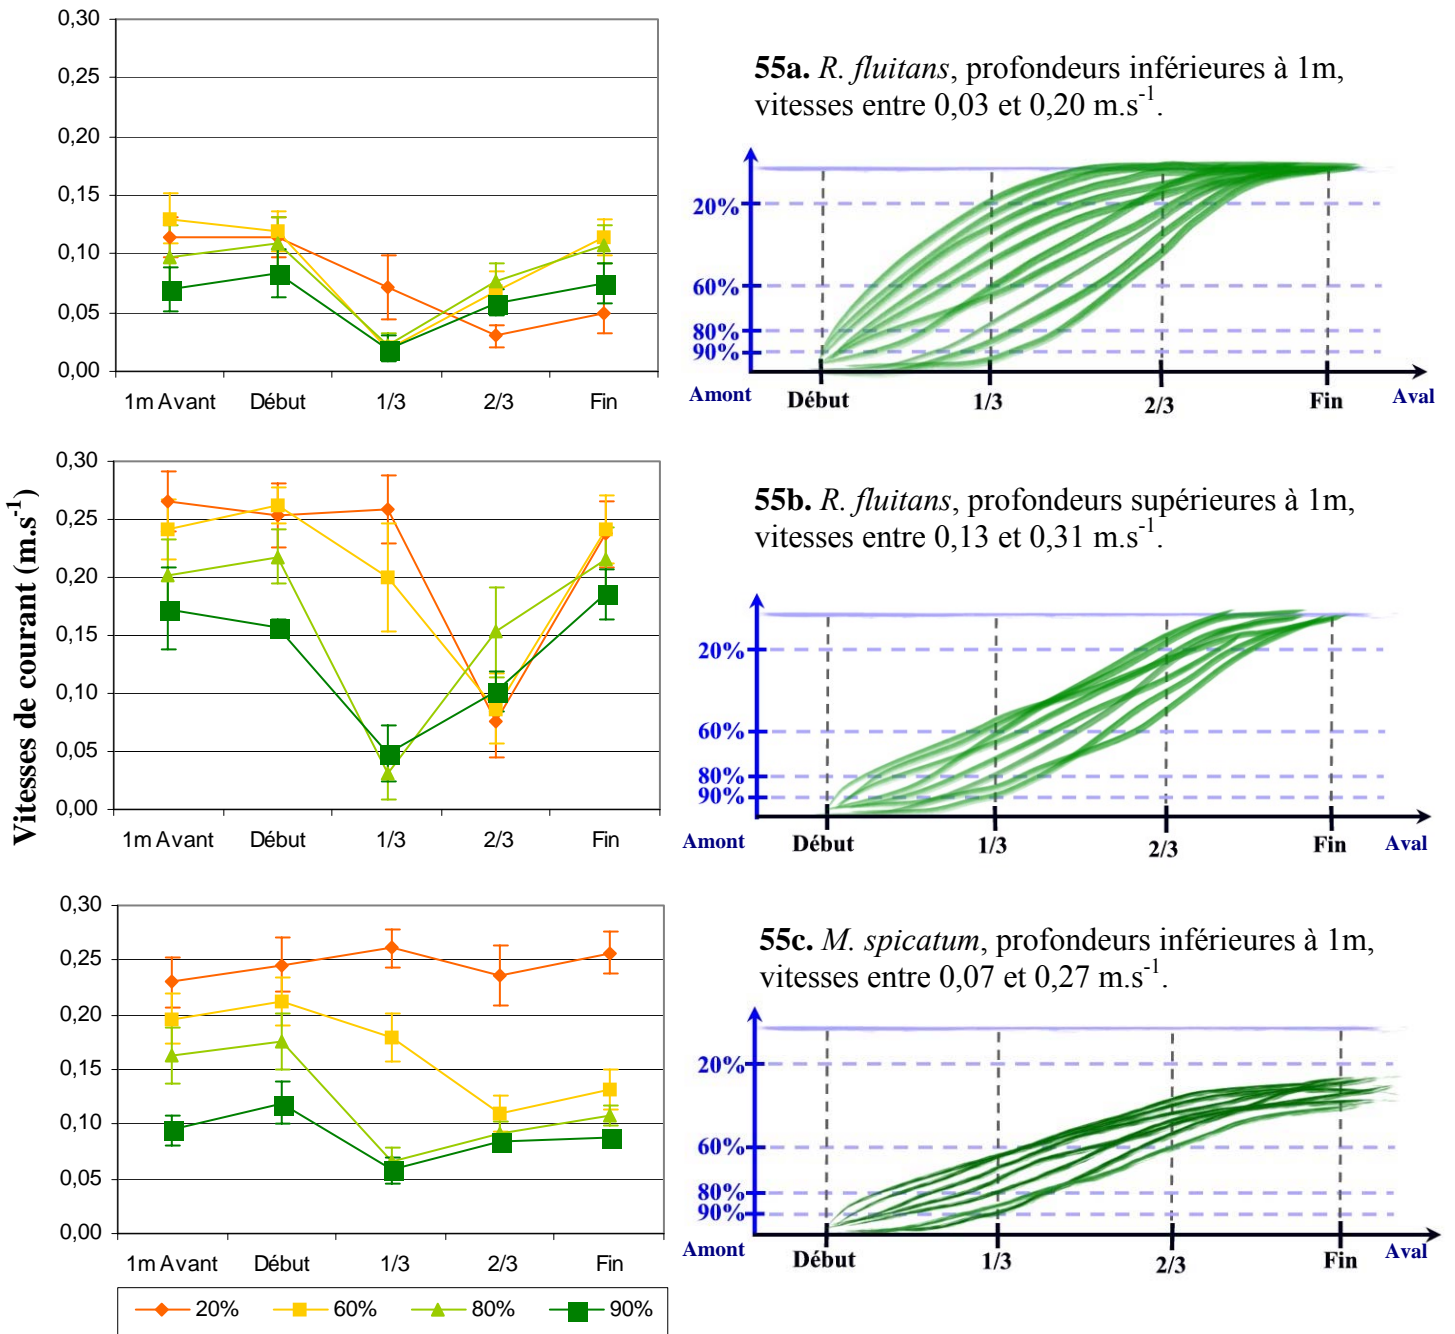 Vitesses de courant (m.s-1)
0,30
0,25
0,20
0,15
0,10
0,05
0,00
1m Avant Début 1/3 2/3 Fin
55a. R. fluitans, profondeurs inférieures à 1m,
vitesses entre 0,03 et 0,20 m.s-1.
20%
60%
80%
90%
Amont Début 1/3 2/3 Fin Aval
0,30
0,25
0,20
0,15
0,10
0,05
0,00
1m Avant Début 1/3 2/3 Fin
55b. R. fluitans, profondeurs supérieures à 1m,
vitesses entre 0,13 et 0,31 m.s-1.
20%
60%
80%
90%
Amont Début 1/3 2/3 Fin Aval
0,30
0,25
0,20
0,15
0,10
0,05
0,00
1m Avant Début 1/3 2/3 Fin
55c. M. spicatum, profondeurs inférieures à 1m,
vitesses entre 0,07 et 0,27 m.s-1.
20%
60%
80%
90%
Amont Début 1/3 2/3 Fin Aval
20% 60% 80% 90%